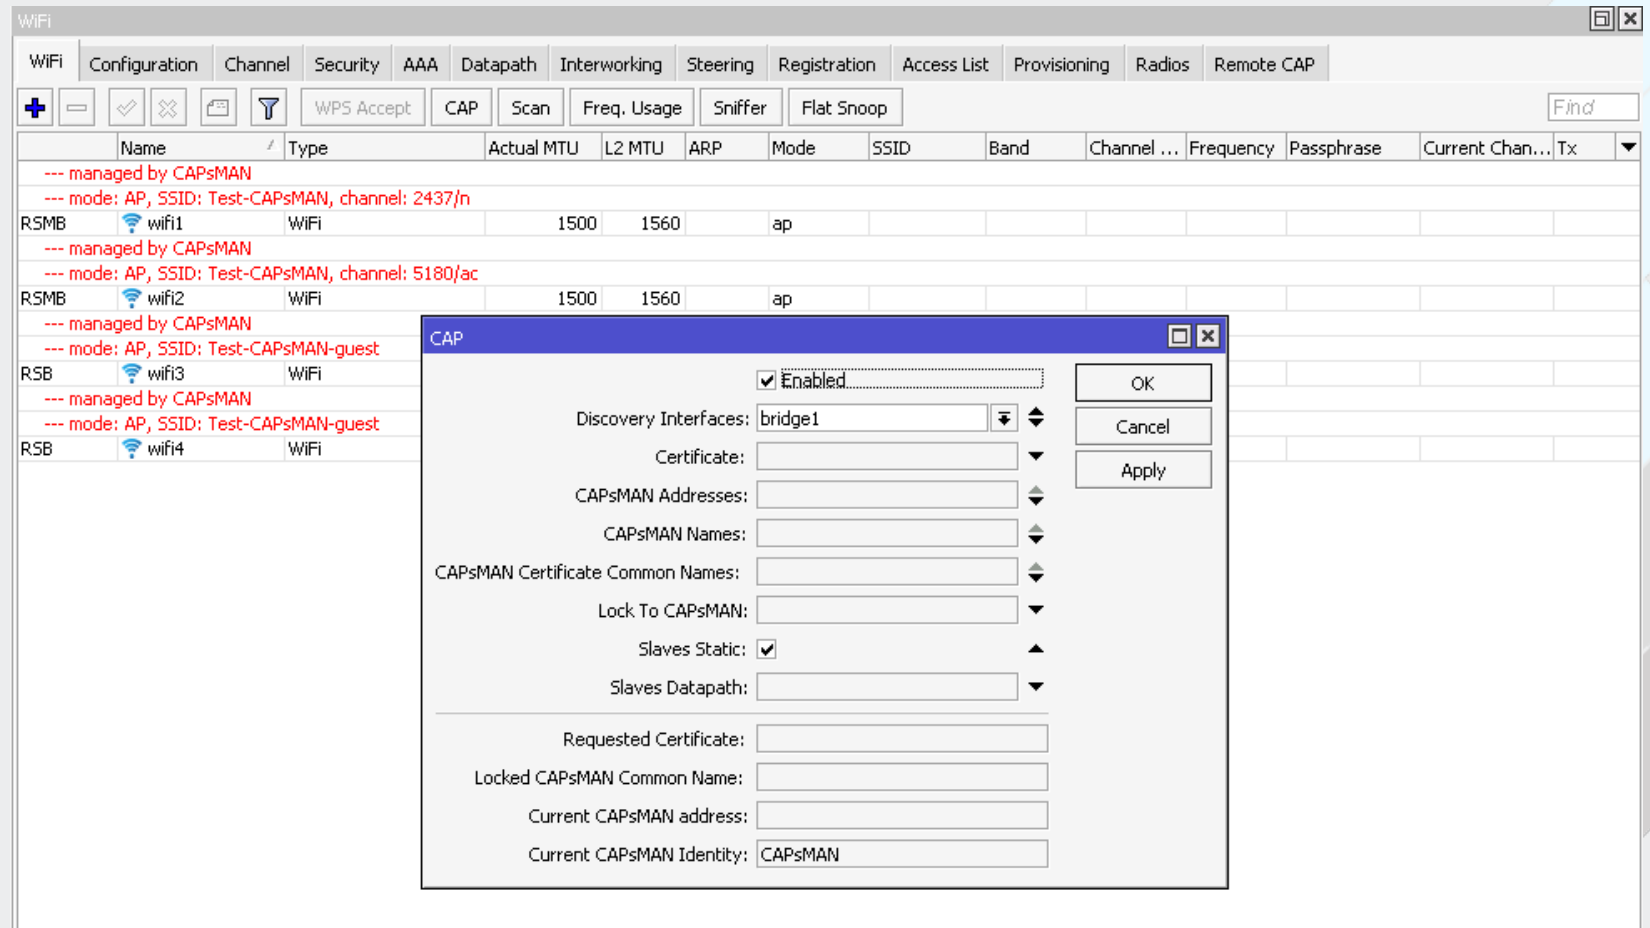 WiFi
WiFi Configuration Channel Security AAA Datapath Interworking Steering Registration Access List Provisioning Radios Remote CAP
WPS Accept CAP Scan Freq. Usage Sniffer Flat Snoop Find
Name Type Actual MTU L2 MTU ARP Mode SSID Band Channel ... Frequency Passphrase Current Chan... Tx
--- managed by CAPsMAN
--- mode: AP, SSID: Test-CAPsMAN, channel: 2437/n
RSMB wifi1 WiFi 1500 1560 ap
--- managed by CAPsMAN
--- mode: AP, SSID: Test-CAPsMAN, channel: 5180/ac
RSMB wifi2 WiFi 1500 1560 ap
--- managed by CAPsMAN
--- mode: AP, SSID: Test-CAPsMAN-guest
RSB wifi3 WiFi
--- managed by CAPsMAN
--- mode: AP, SSID: Test-CAPsMAN-guest
RSB wifi4 WiFi
CAP
Enabled
Discovery Interfaces: bridge1
Certificate:
CAPsMAN Addresses:
CAPsMAN Names:
CAPsMAN Certificate Common Names:
Lock To CAPsMAN:
Slaves Static:
Slaves Datapath:
Requested Certificate:
Locked CAPsMAN Common Name:
Current CAPsMAN address:
Current CAPsMAN Identity: CAPsMAN
OK
Cancel
Apply